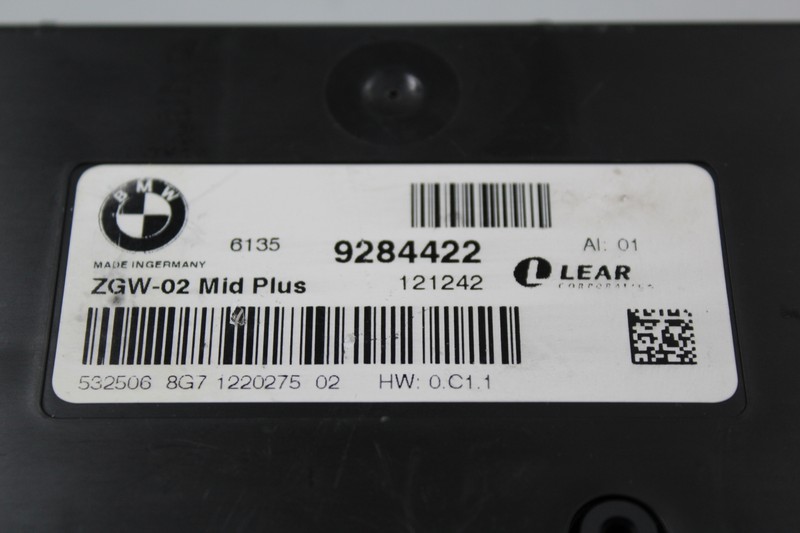 BMW
6135 9284422 AI: 01
MADE IN GERMANY
ZGW-02 Mid Plus 121242 LEAR
CORPORATION
532506 8G7 1220275 02 HW: 0.C1.1